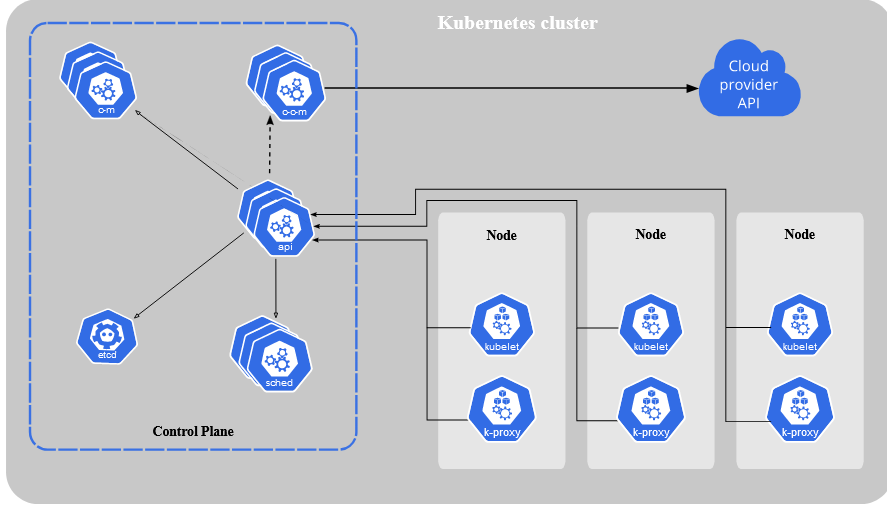 Kubernetes cluster
o-m
o-o-m
Cloud
provider
API
api
etcd
sched
Control Plane
Node
kubelet
k-proxy
Node
kubelet
k-proxy
Node
kubelet
k-proxy